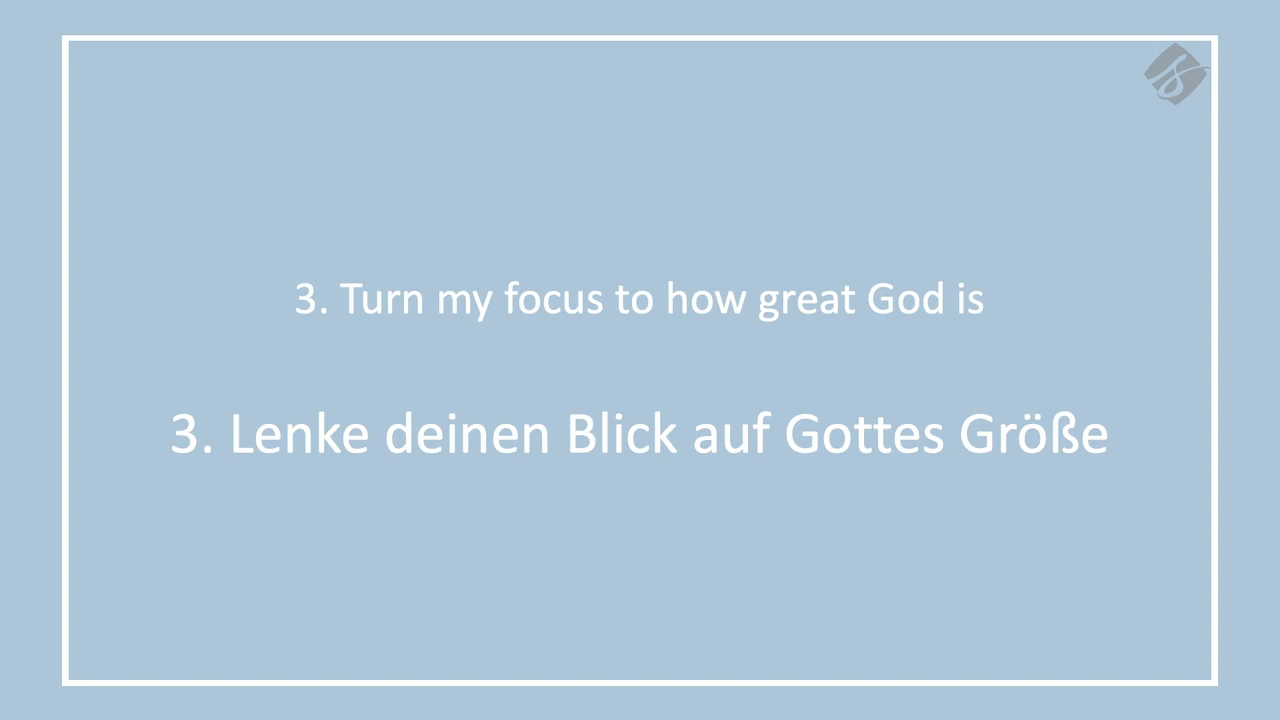 3. Turn my focus to how great God is
3. Lenke deinen Blick auf Gottes Größe